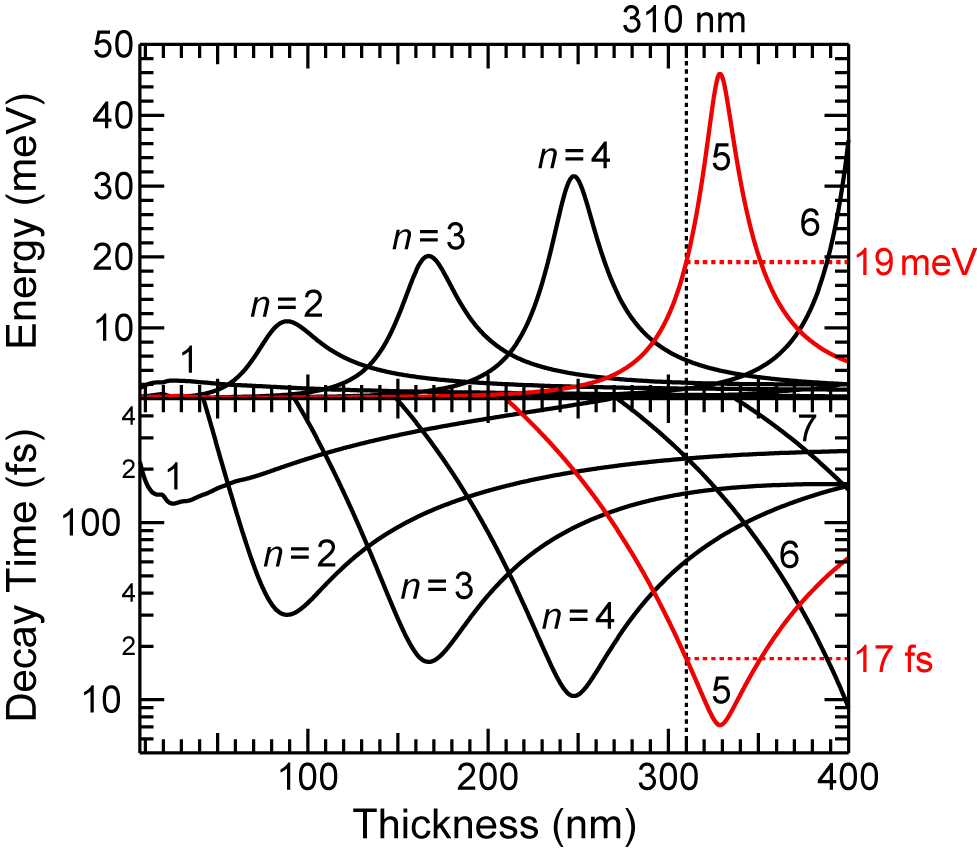 310 nm
50
40
30
20
10
Energy (meV)
1
n=2
n=3
n=4
5
6
19 meV
4
2
100
4
2
10
Decay Time (fs)
1
n=2
n=3
n=4
5
6
7
17 fs
100
200
300
400
Thickness (nm)